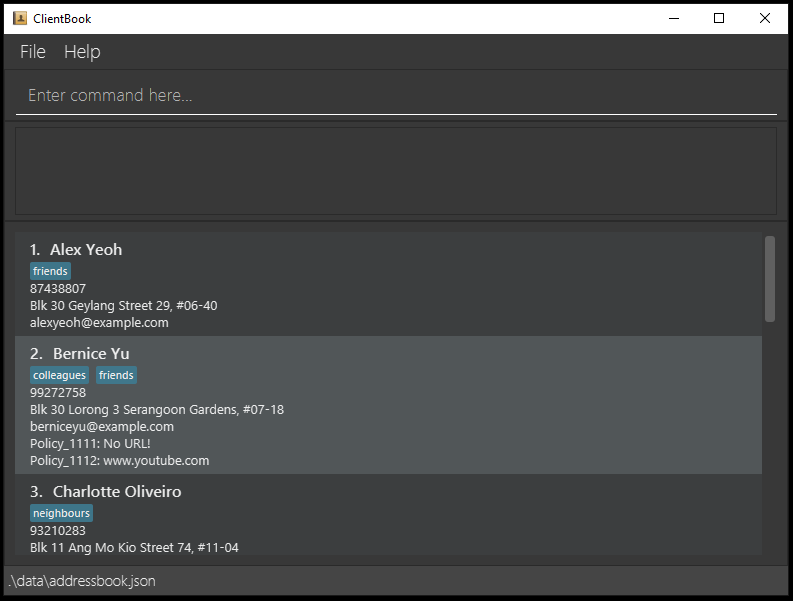 ClientBook
File Help
Enter command here...
1. Alex Yeoh
friends
87438807
Blk 30 Geylang Street 29, #06-40
alexyeoh@example.com
2. Bernice Yu
colleagues friends
99272758
Blk 30 Lorong 3 Serangoon Gardens, #07-18
berniceyu@example.com
Policy_1111: No URL!
Policy_1112: www.youtube.com
3. Charlotte Oliveiro
neighbours
93210283
Blk 11 Ang Mo Kio Street 74, #11-04
.\data\addressbook.json